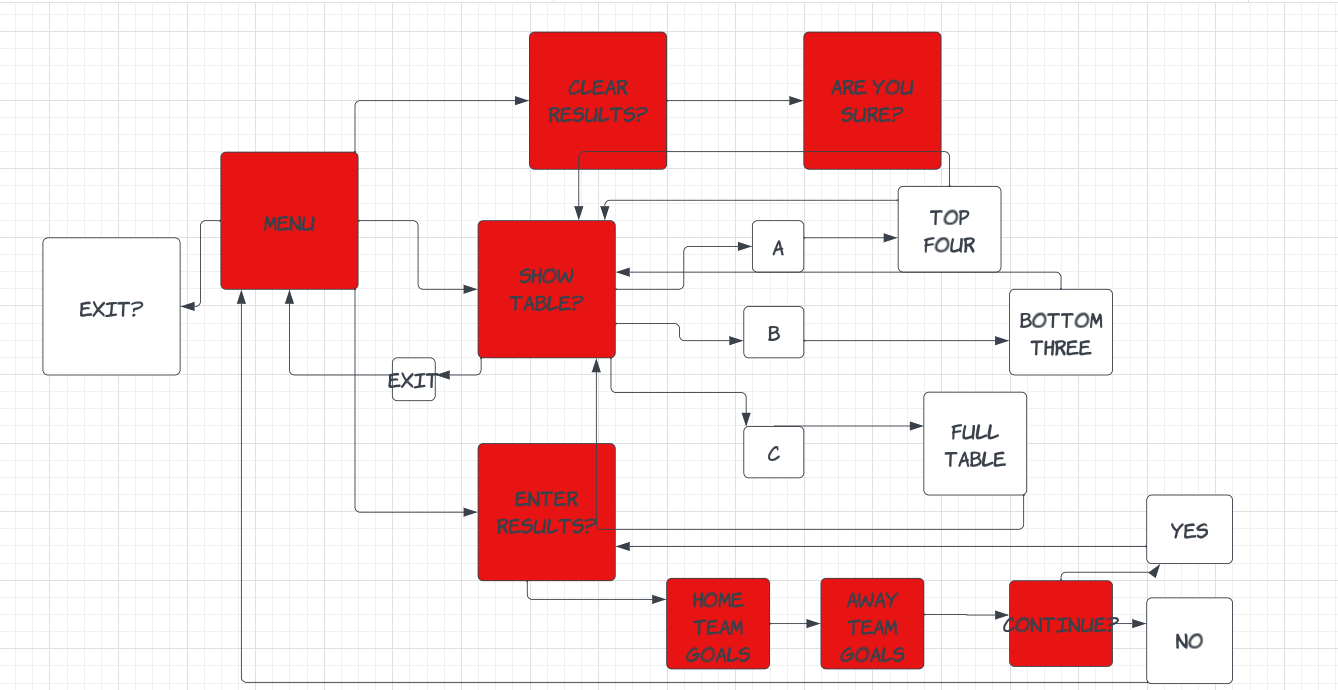 CLEAR
RESULTS?
ARE YOU
SURE?
MENU
EXIT?
SHOW
TABLE?
A
TOP
FOUR
B
BOTTOM
THREE
EXIT
C
FULL
TABLE
ENTER
RESULTS?
YES
HOME
TEAM
GOALS
AWAY
TEAM
GOALS
CONTINUE?
NO